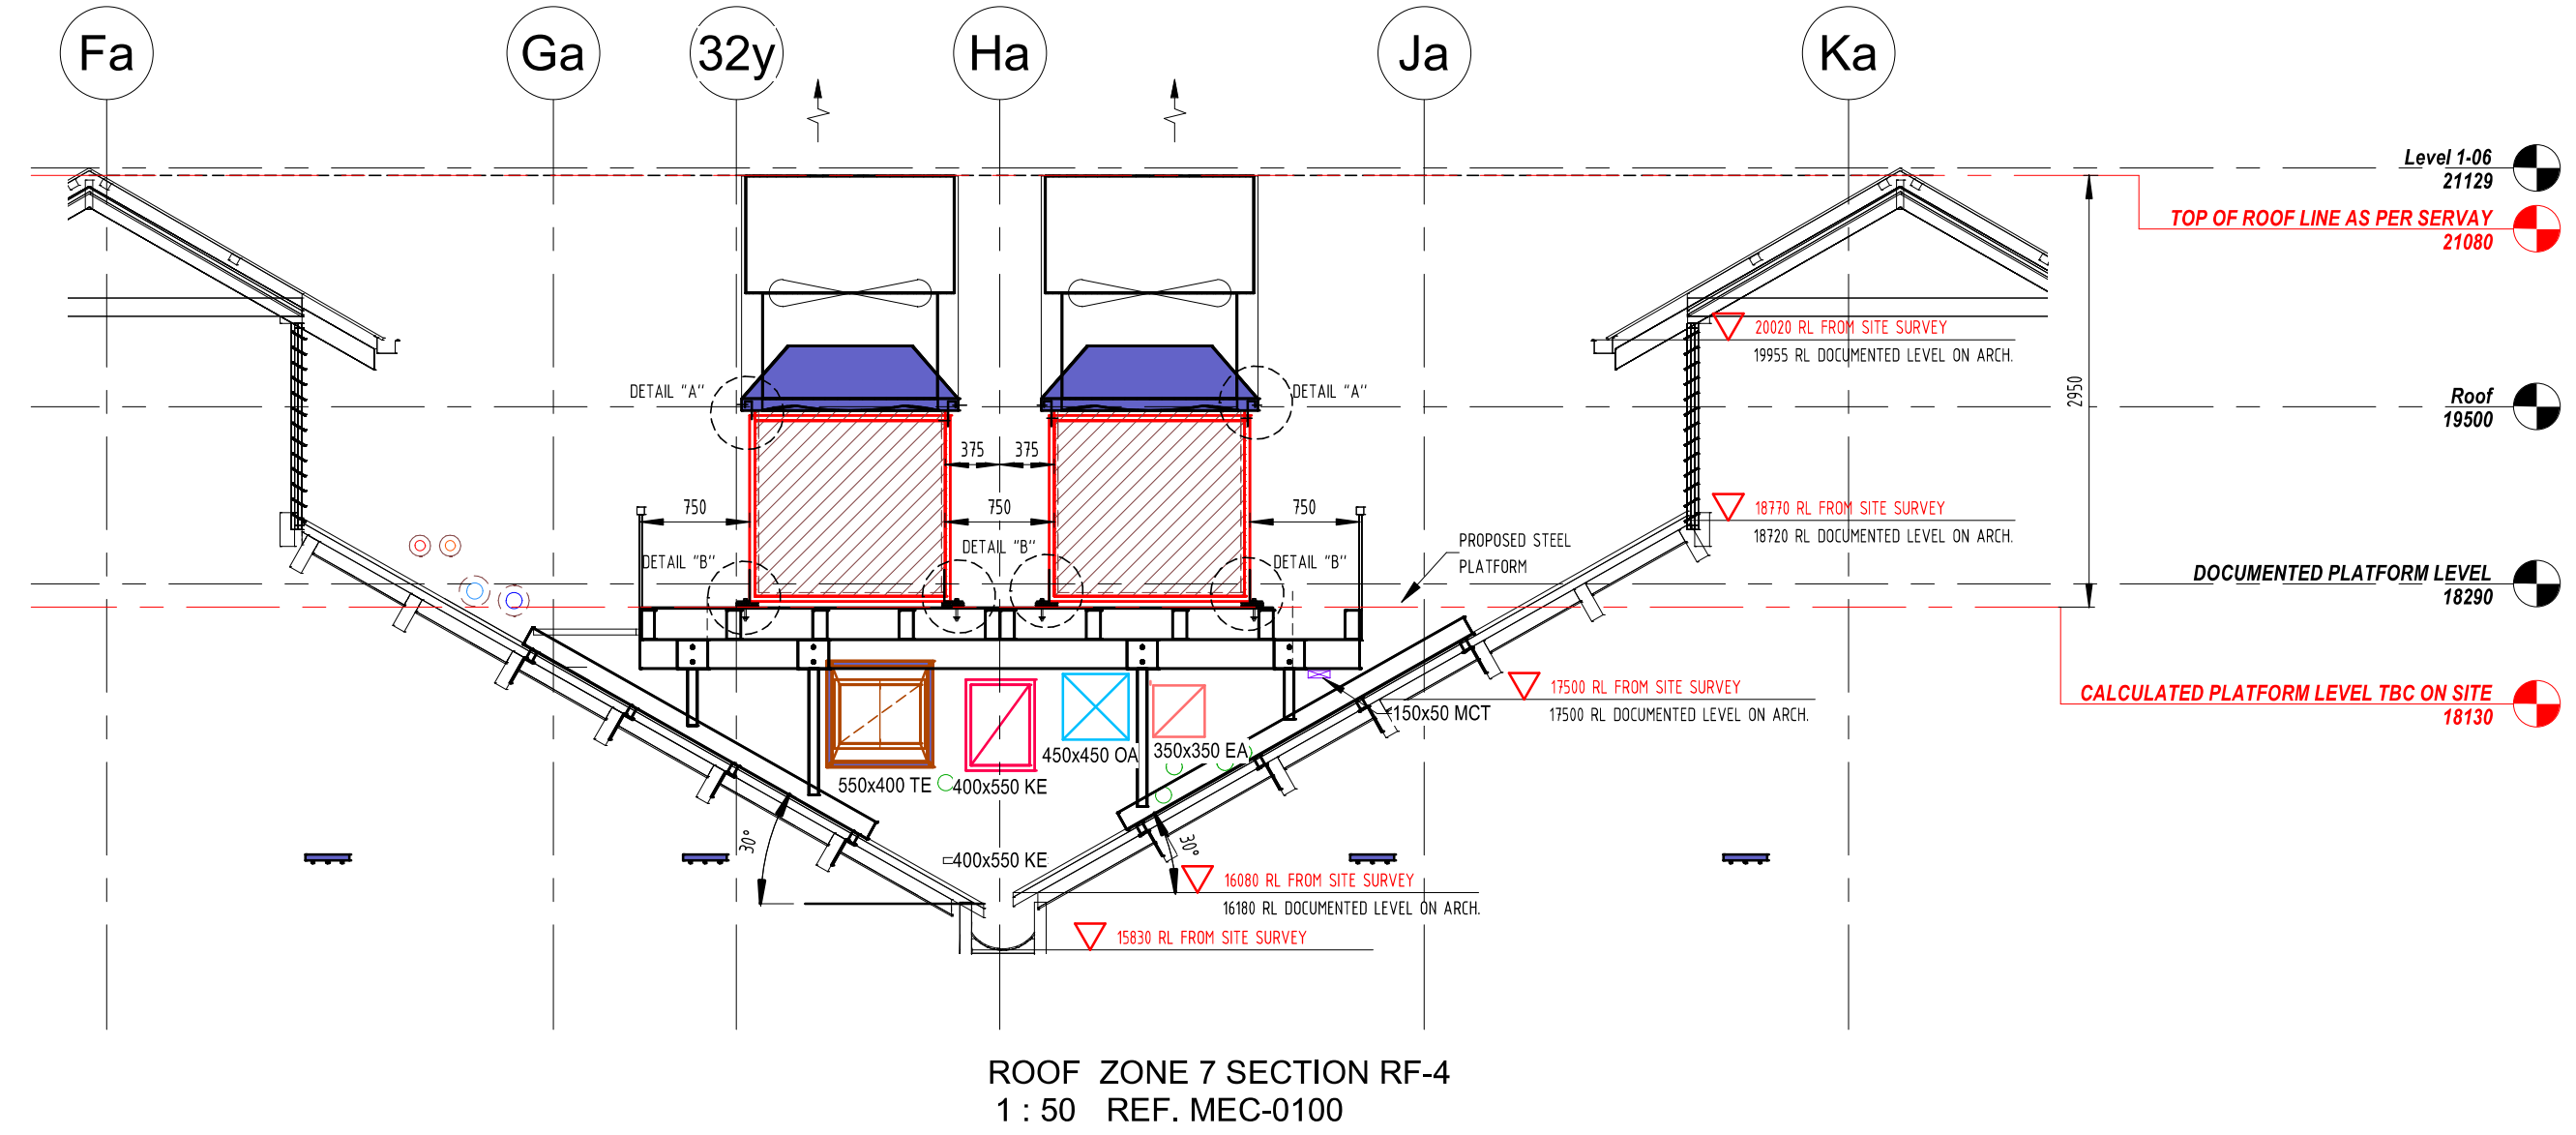 Fa
Ga
32y
Ha
Ja
Ka
Level 1-06
21129
TOP OF ROOF LINE AS PER SERVAY
21080
20020 RL FROM SITE SURVEY
19955 RL DOCUMENTED LEVEL ON ARCH.
2950
DETAIL "A"
DETAIL "A"
Roof
19500
375
375
750
750
750
18770 RL FROM SITE SURVEY
18720 RL DOCUMENTED LEVEL ON ARCH.
DETAIL "B"
DETAIL "B"
DETAIL "B"
PROPOSED STEEL
PLATFORM
DOCUMENTED PLATFORM LEVEL
18290
17500 RL FROM SITE SURVEY
17500 RL DOCUMENTED LEVEL ON ARCH.
150x50 MCT
CALCULATED PLATFORM LEVEL TBC ON SITE
18130
450x450 OA
350x350 EA
550x400 TE
400x550 KE
30°
30°
400x550 KE
16080 RL FROM SITE SURVEY
16180 RL DOCUMENTED LEVEL ON ARCH.
15830 RL FROM SITE SURVEY
ROOF ZONE 7 SECTION RF-4
1 : 50 REF. MEC-0100